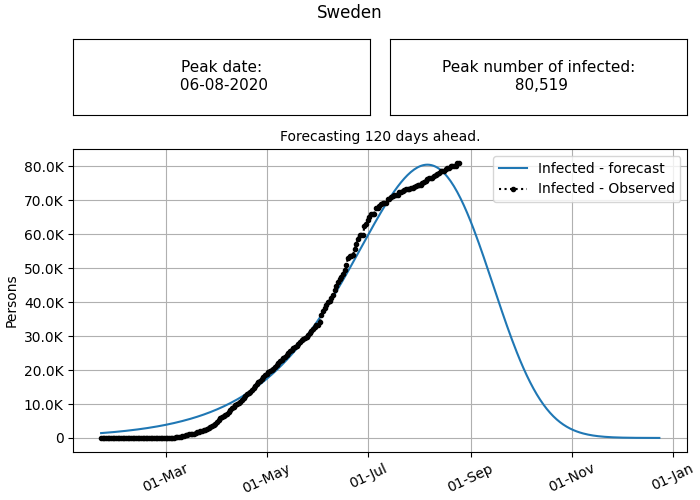 Sweden
Peak date:
06-08-2020
Peak number of infected:
80,519
Forecasting 120 days ahead.
Infected - forecast
Infected - Observed
Persons
80.0K
70.0K
60.0K
50.0K
40.0K
30.0K
20.0K
10.0K
0
01-Mar
01-May
01-Jul
01-Sep
01-Nov
01-Jan